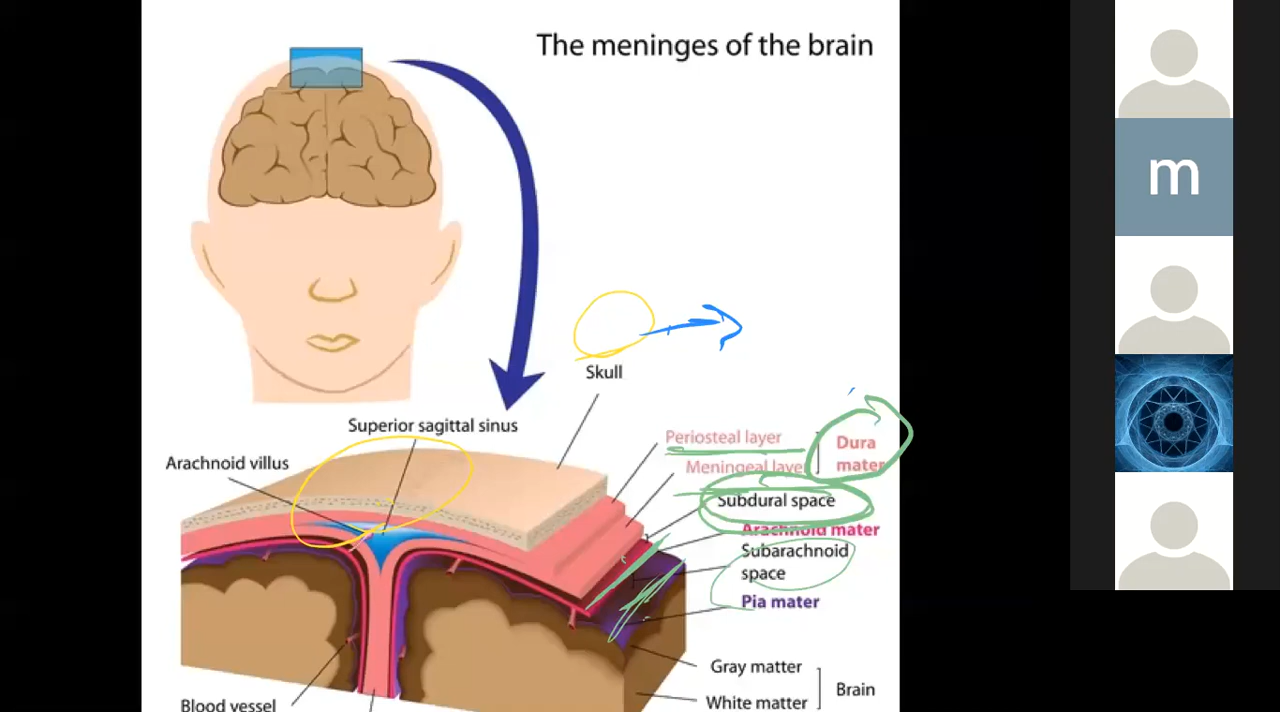 The meninges of the brain
Skull
Superior sagittal sinus
Arachnoid villus
Periosteal layer
Meningeal laye
Dura
mater
Subdural space
Arachnoid mater
Subarachnoid
space
Pia mater
Gray matter
White matter
Brain
Blood vessel
m